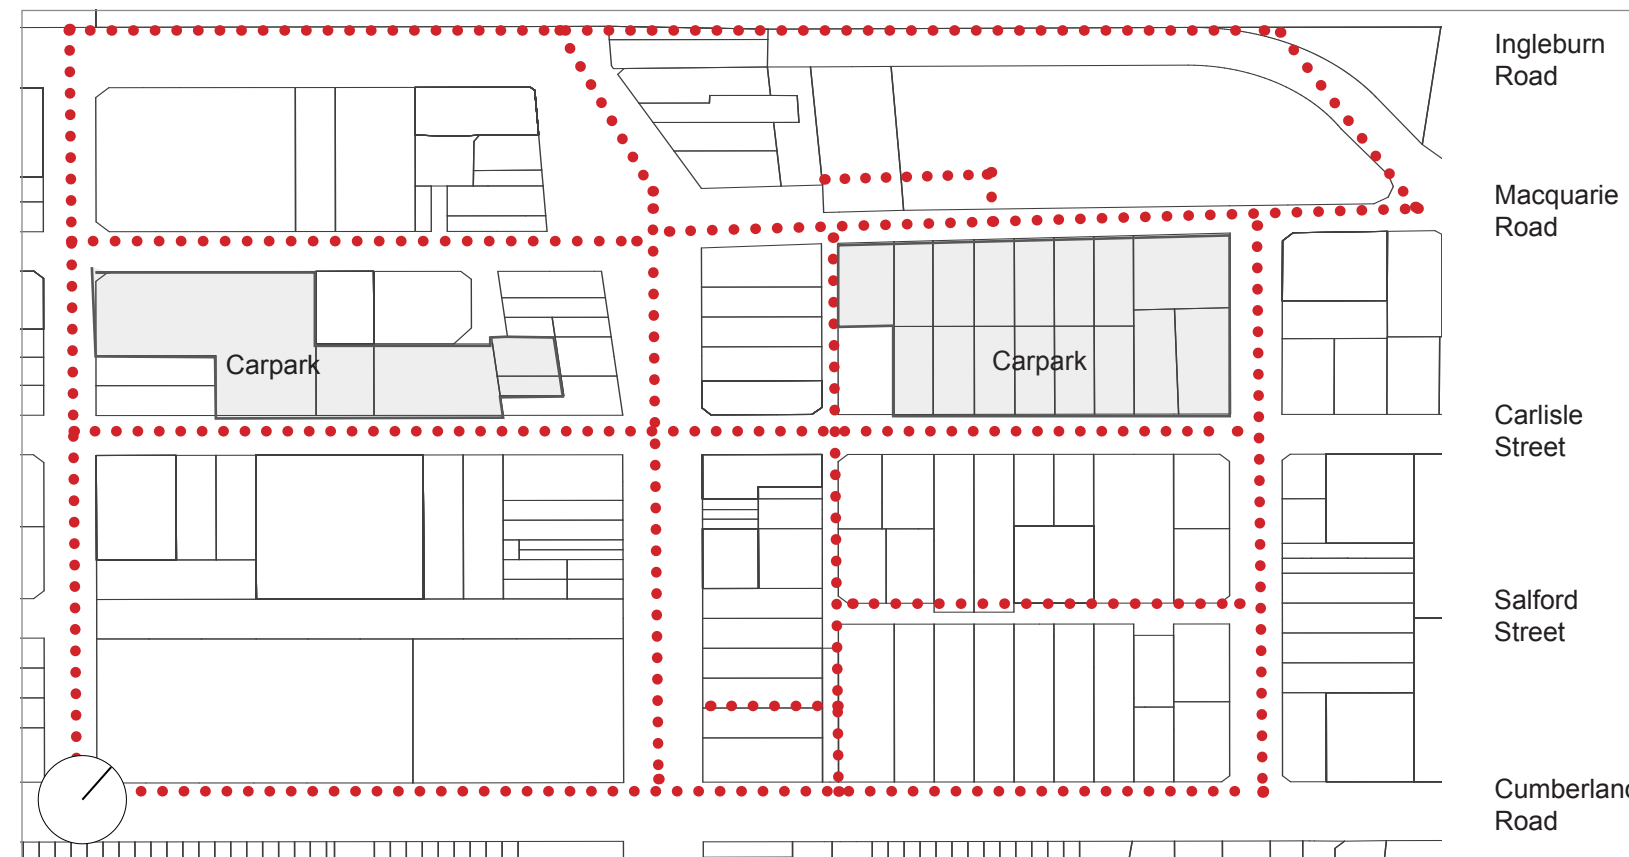 Ingleburn
Road
Macquarie
Road
Carpark
Carpark
Carlisle
Street
Salford
Street
Cumberland
Road